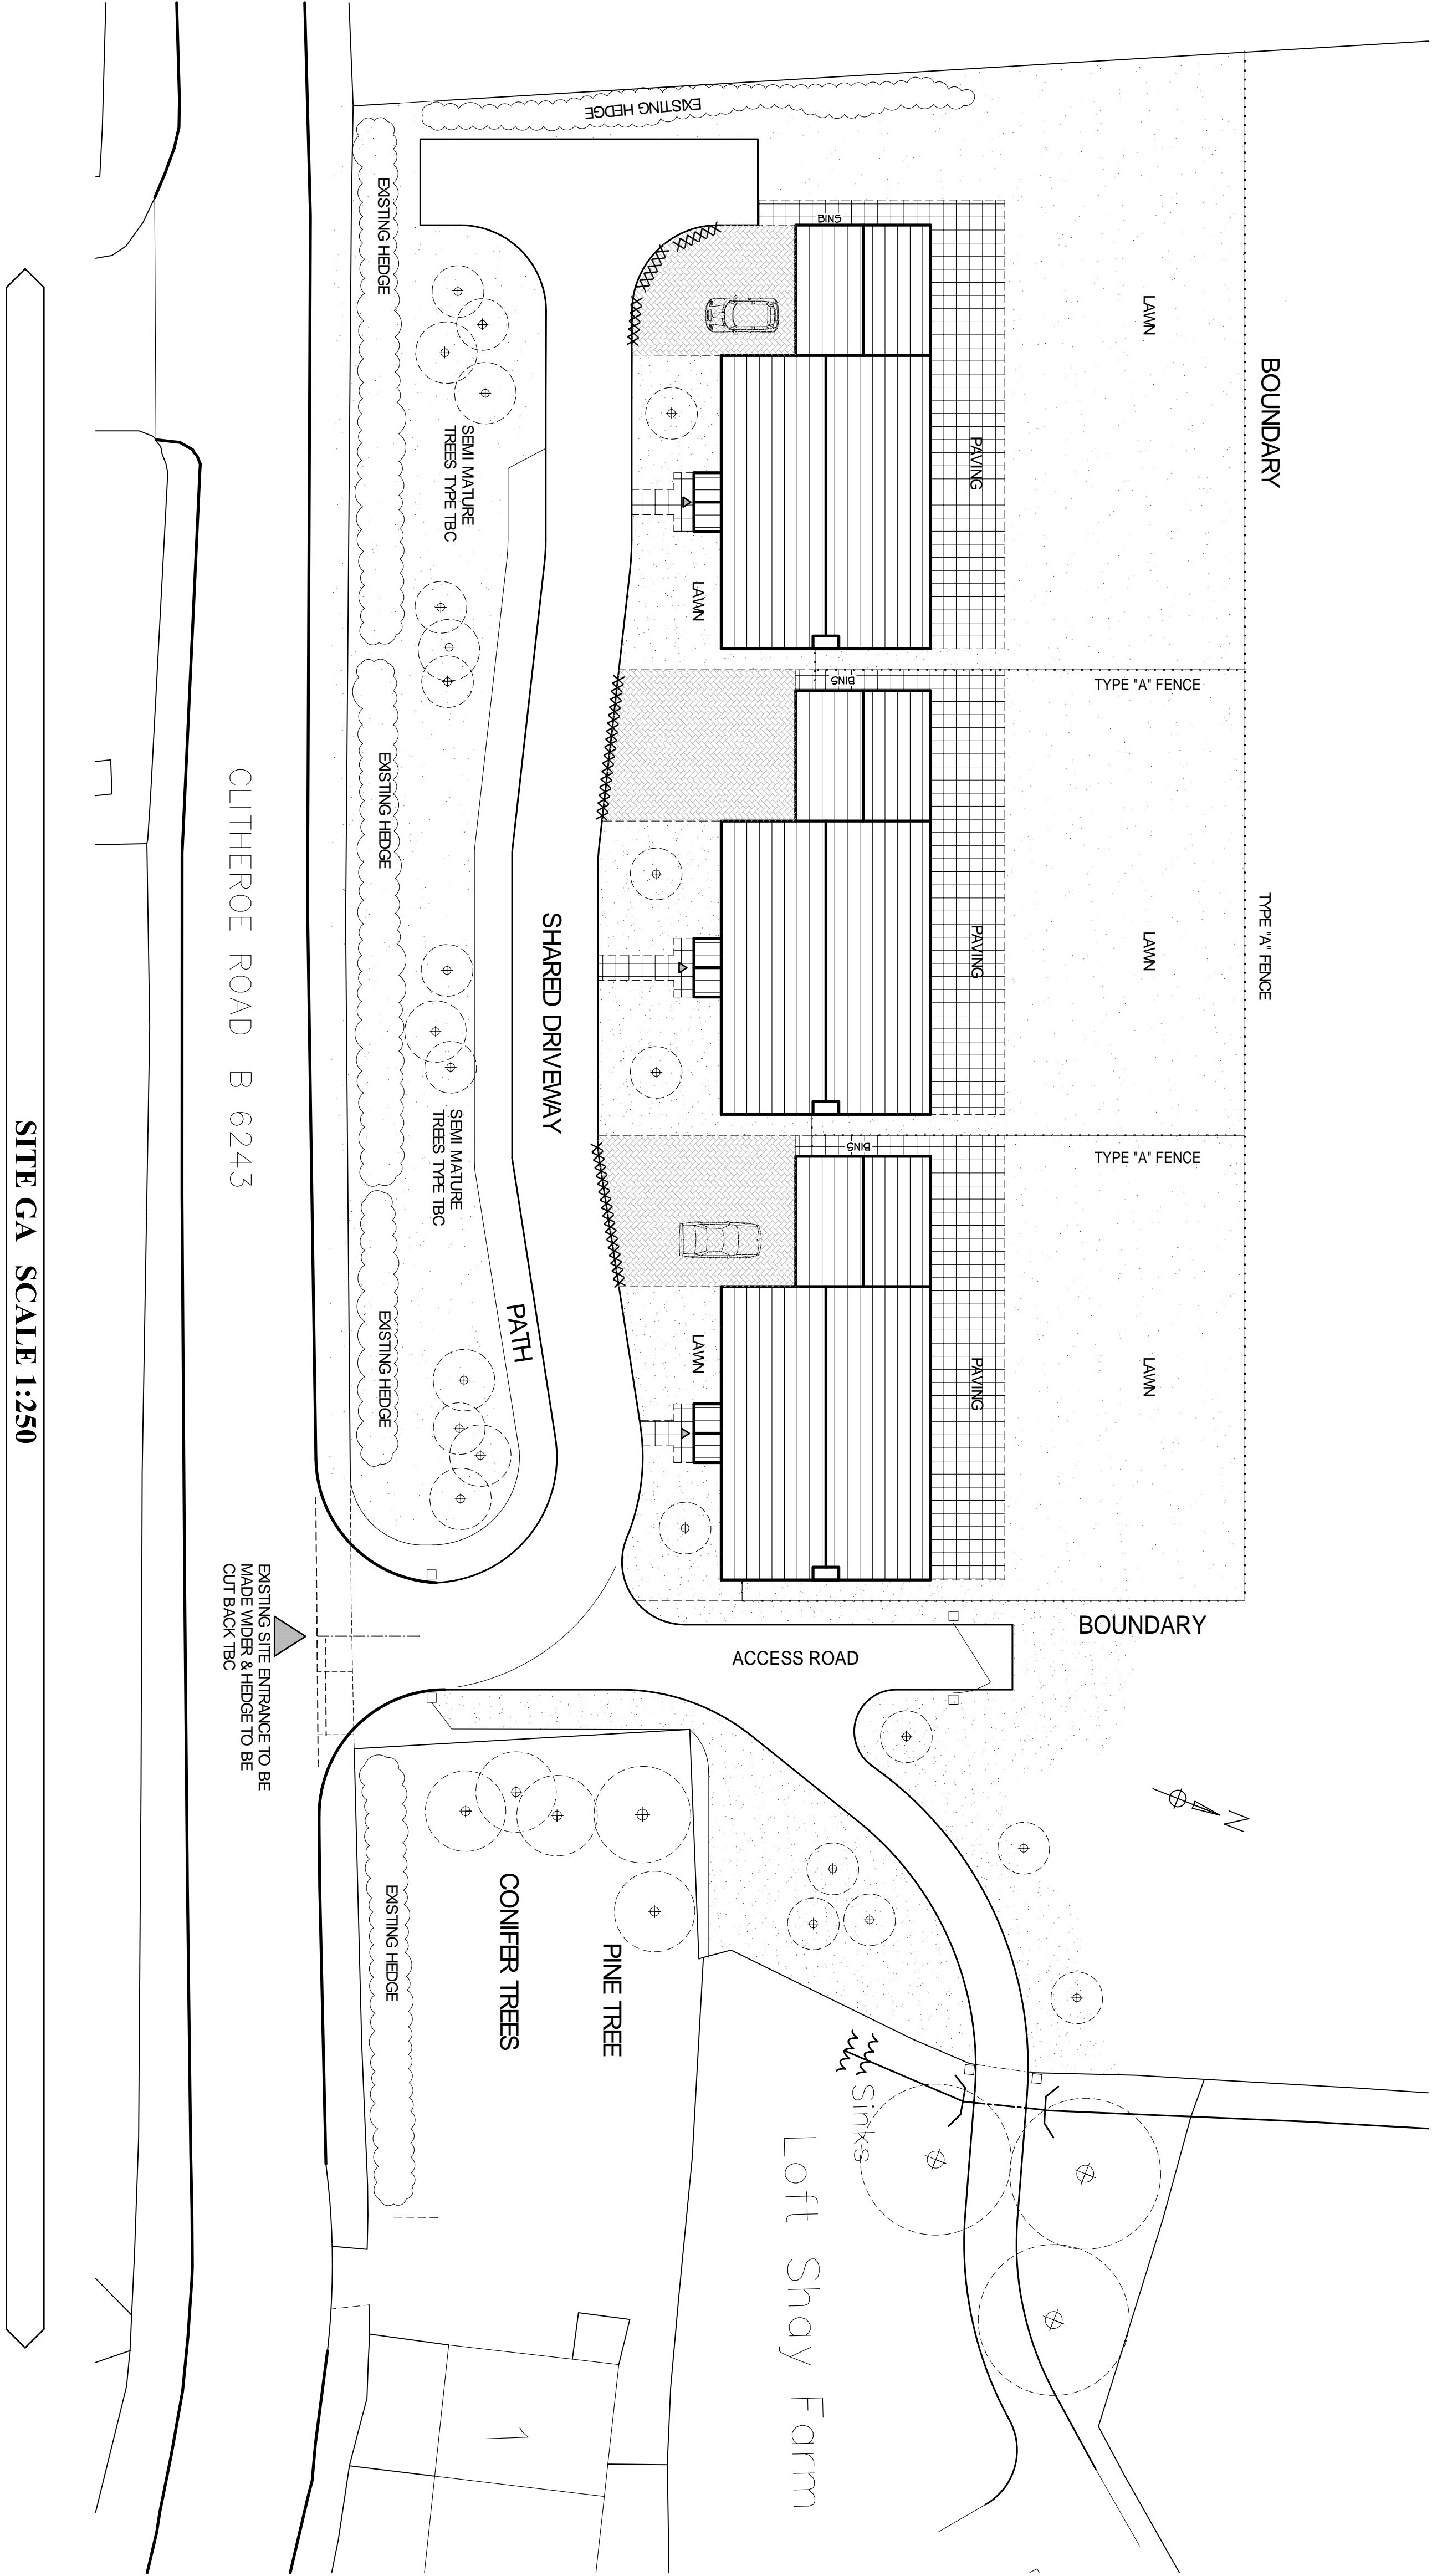 EXISTING HEDGE
BOUNDARY
TYPE "A" FENCE
BOUNDARY
LAWN
LAWN
LAWN
TYPE "A" FENCE
TYPE "A" FENCE
PAVING
PAVING
PAVING
BINS
BINS
BINS
LAWN
LAWN
ACCESS ROAD
N
SHARED DRIVEWAY
PATH
SEMI MATURE
TREES TYPE TBC
SEMI MATURE
TREES TYPE TBC
EXISTING HEDGE
EXISTING HEDGE
EXISTING HEDGE
EXISTING HEDGE
Sinks
Loft Shay Farm
PINE TREE
CONIFER TREES
1
EXISTING SITE ENTRANCE TO BE
MADE WIDER & HEDGE TO BE
CUT BACK TBC
CLITHEROE ROAD B 6243
SITE GA SCALE 1:250